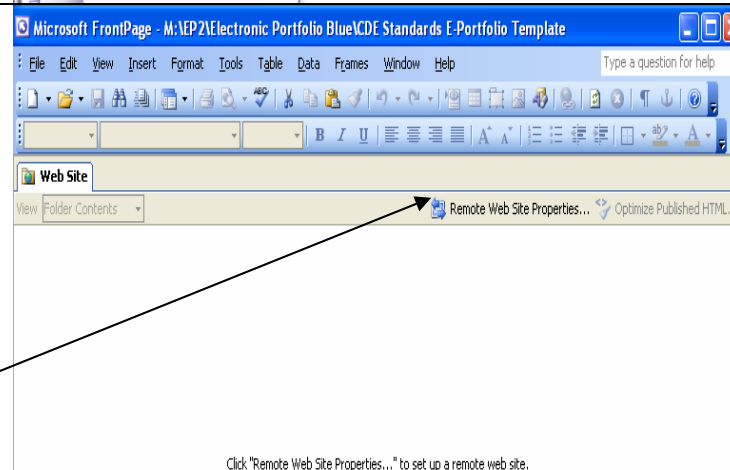 Microsoft FrontPage - M:\EP2\Electronic Portfolio Blue\CDE Standards E-Portfolio Template
File Edit View Insert Format Tools Table Data Frames Window Help Type a question for help
B I U A A ab A
Web Site
View Folder Contents Remote Web Site Properties... Optimize Published HTML
Click "Remote Web Site Properties..." to set up a remote web site.